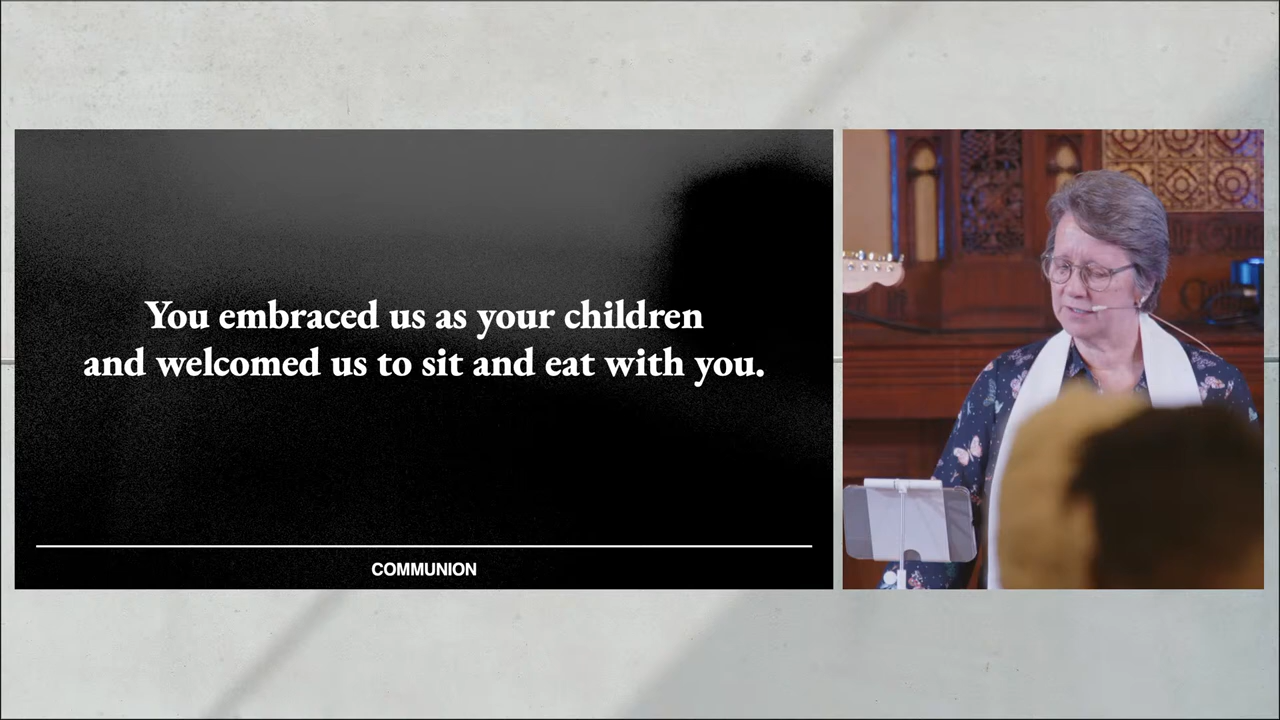 You embraced us as your children
and welcomed us to sit and eat with you.
COMMUNION